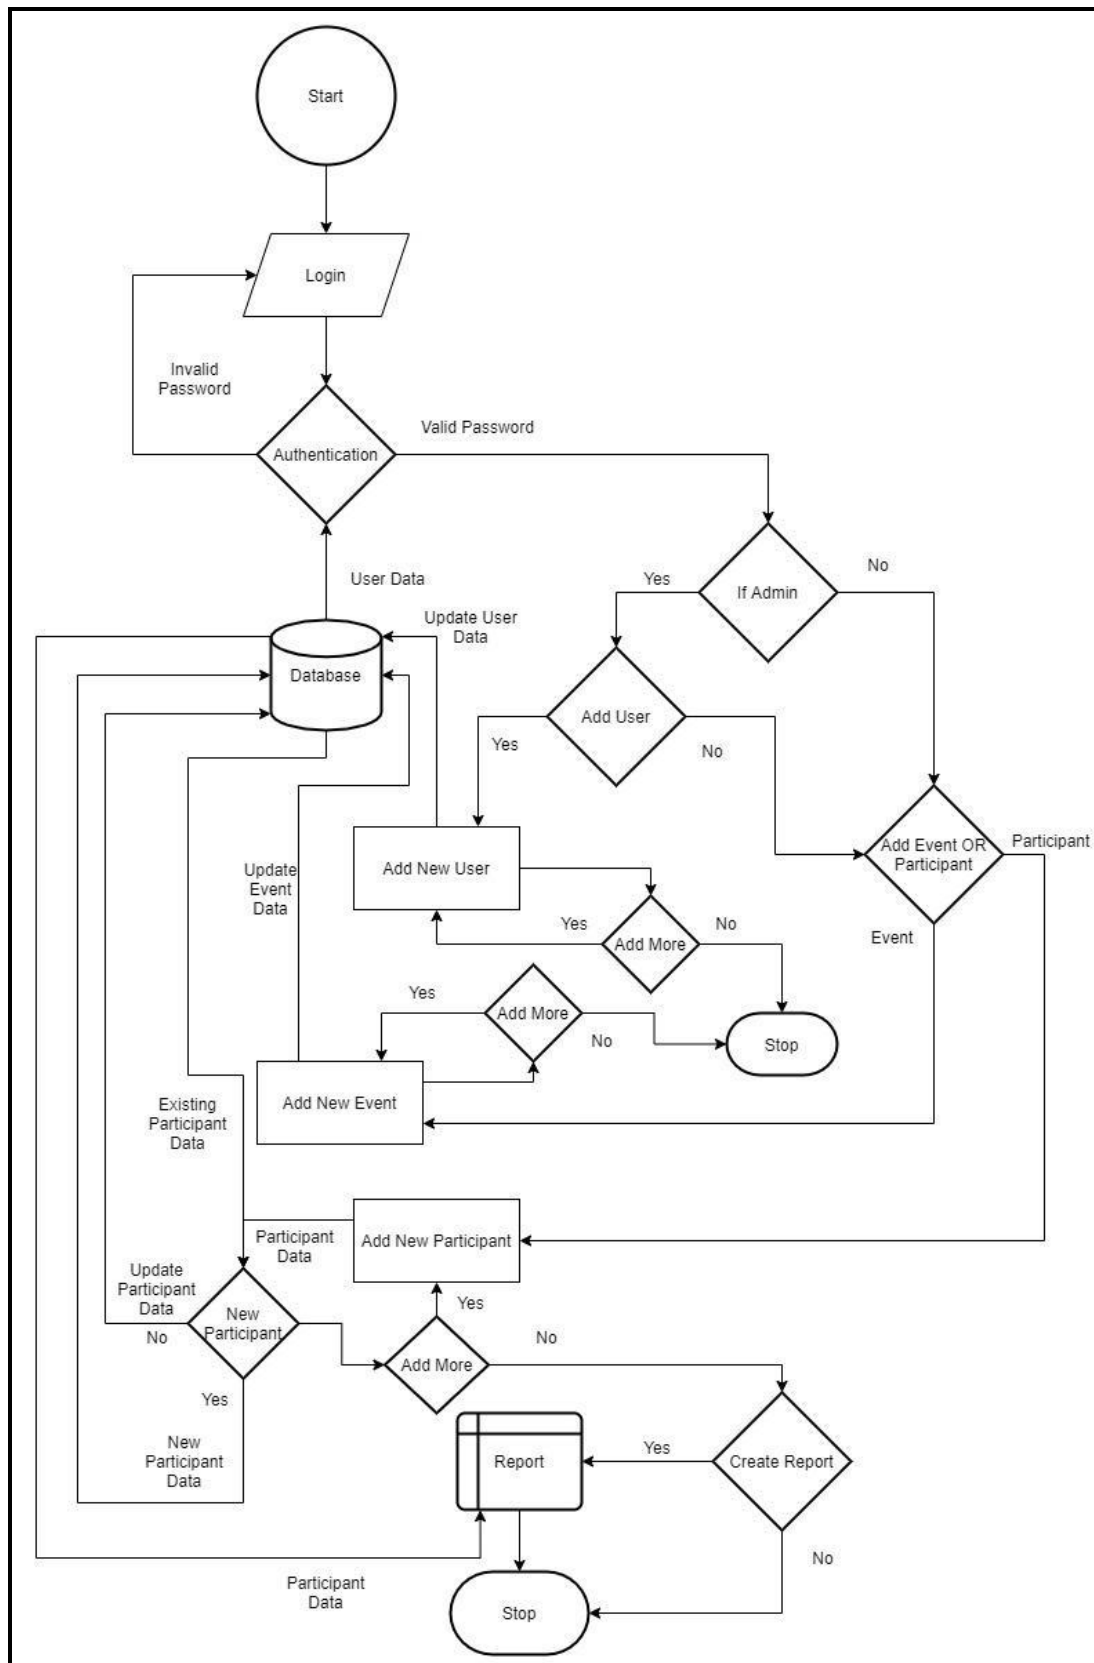 Start
Login
Invalid
Password
Valid Password
Authentication
User Data
If Admin
Yes
No
Update User
Data
Database
Add User
Yes
No
Add Event OR
Participant
Participant
Event
Update
Event
Data
Add New User
Yes
Add More
No
Yes
Add More
No
Stop
Add New Event
Existing
Participant
Data
Participant
Data
Add New Participant
Update
Participant
Data
No
New
Participant
Yes
Add More
No
Yes
New
Participant
Data
Report
Yes
Create Report
No
Participant
Data
Stop